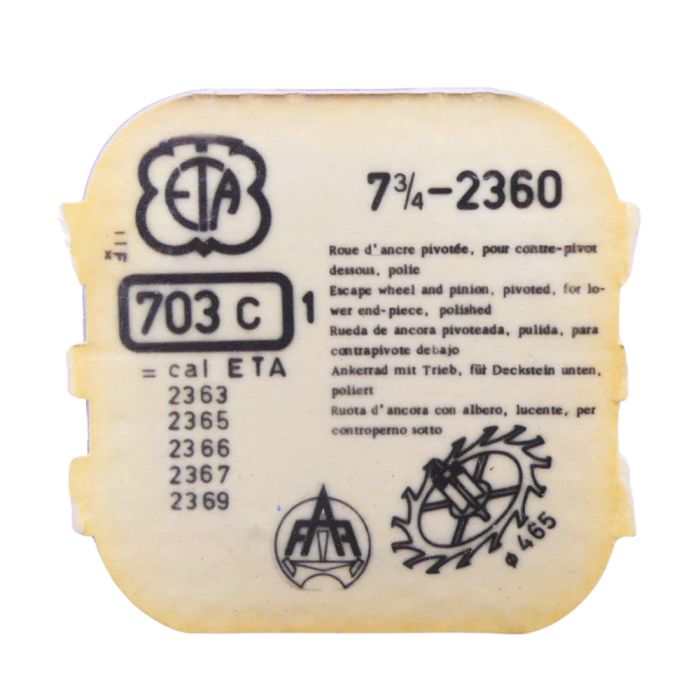 ETA
7¾-2360
703 C 1
= cal ETA
2363
2365
2366
2367
2369
Roue d'ancre pivotée, pour contre-pivot
dessous, polie
Escape wheel and pinion, pivoted, for lo-
wer end-piece, polished
Rueda de ancora pivoteada, pulida, para
contrapivote debajo
Ankerrad mit Trieb, für Deckstein unten,
poliert
Ruota d'ancora con albero, lucente, per
controperno sotto
ø 465